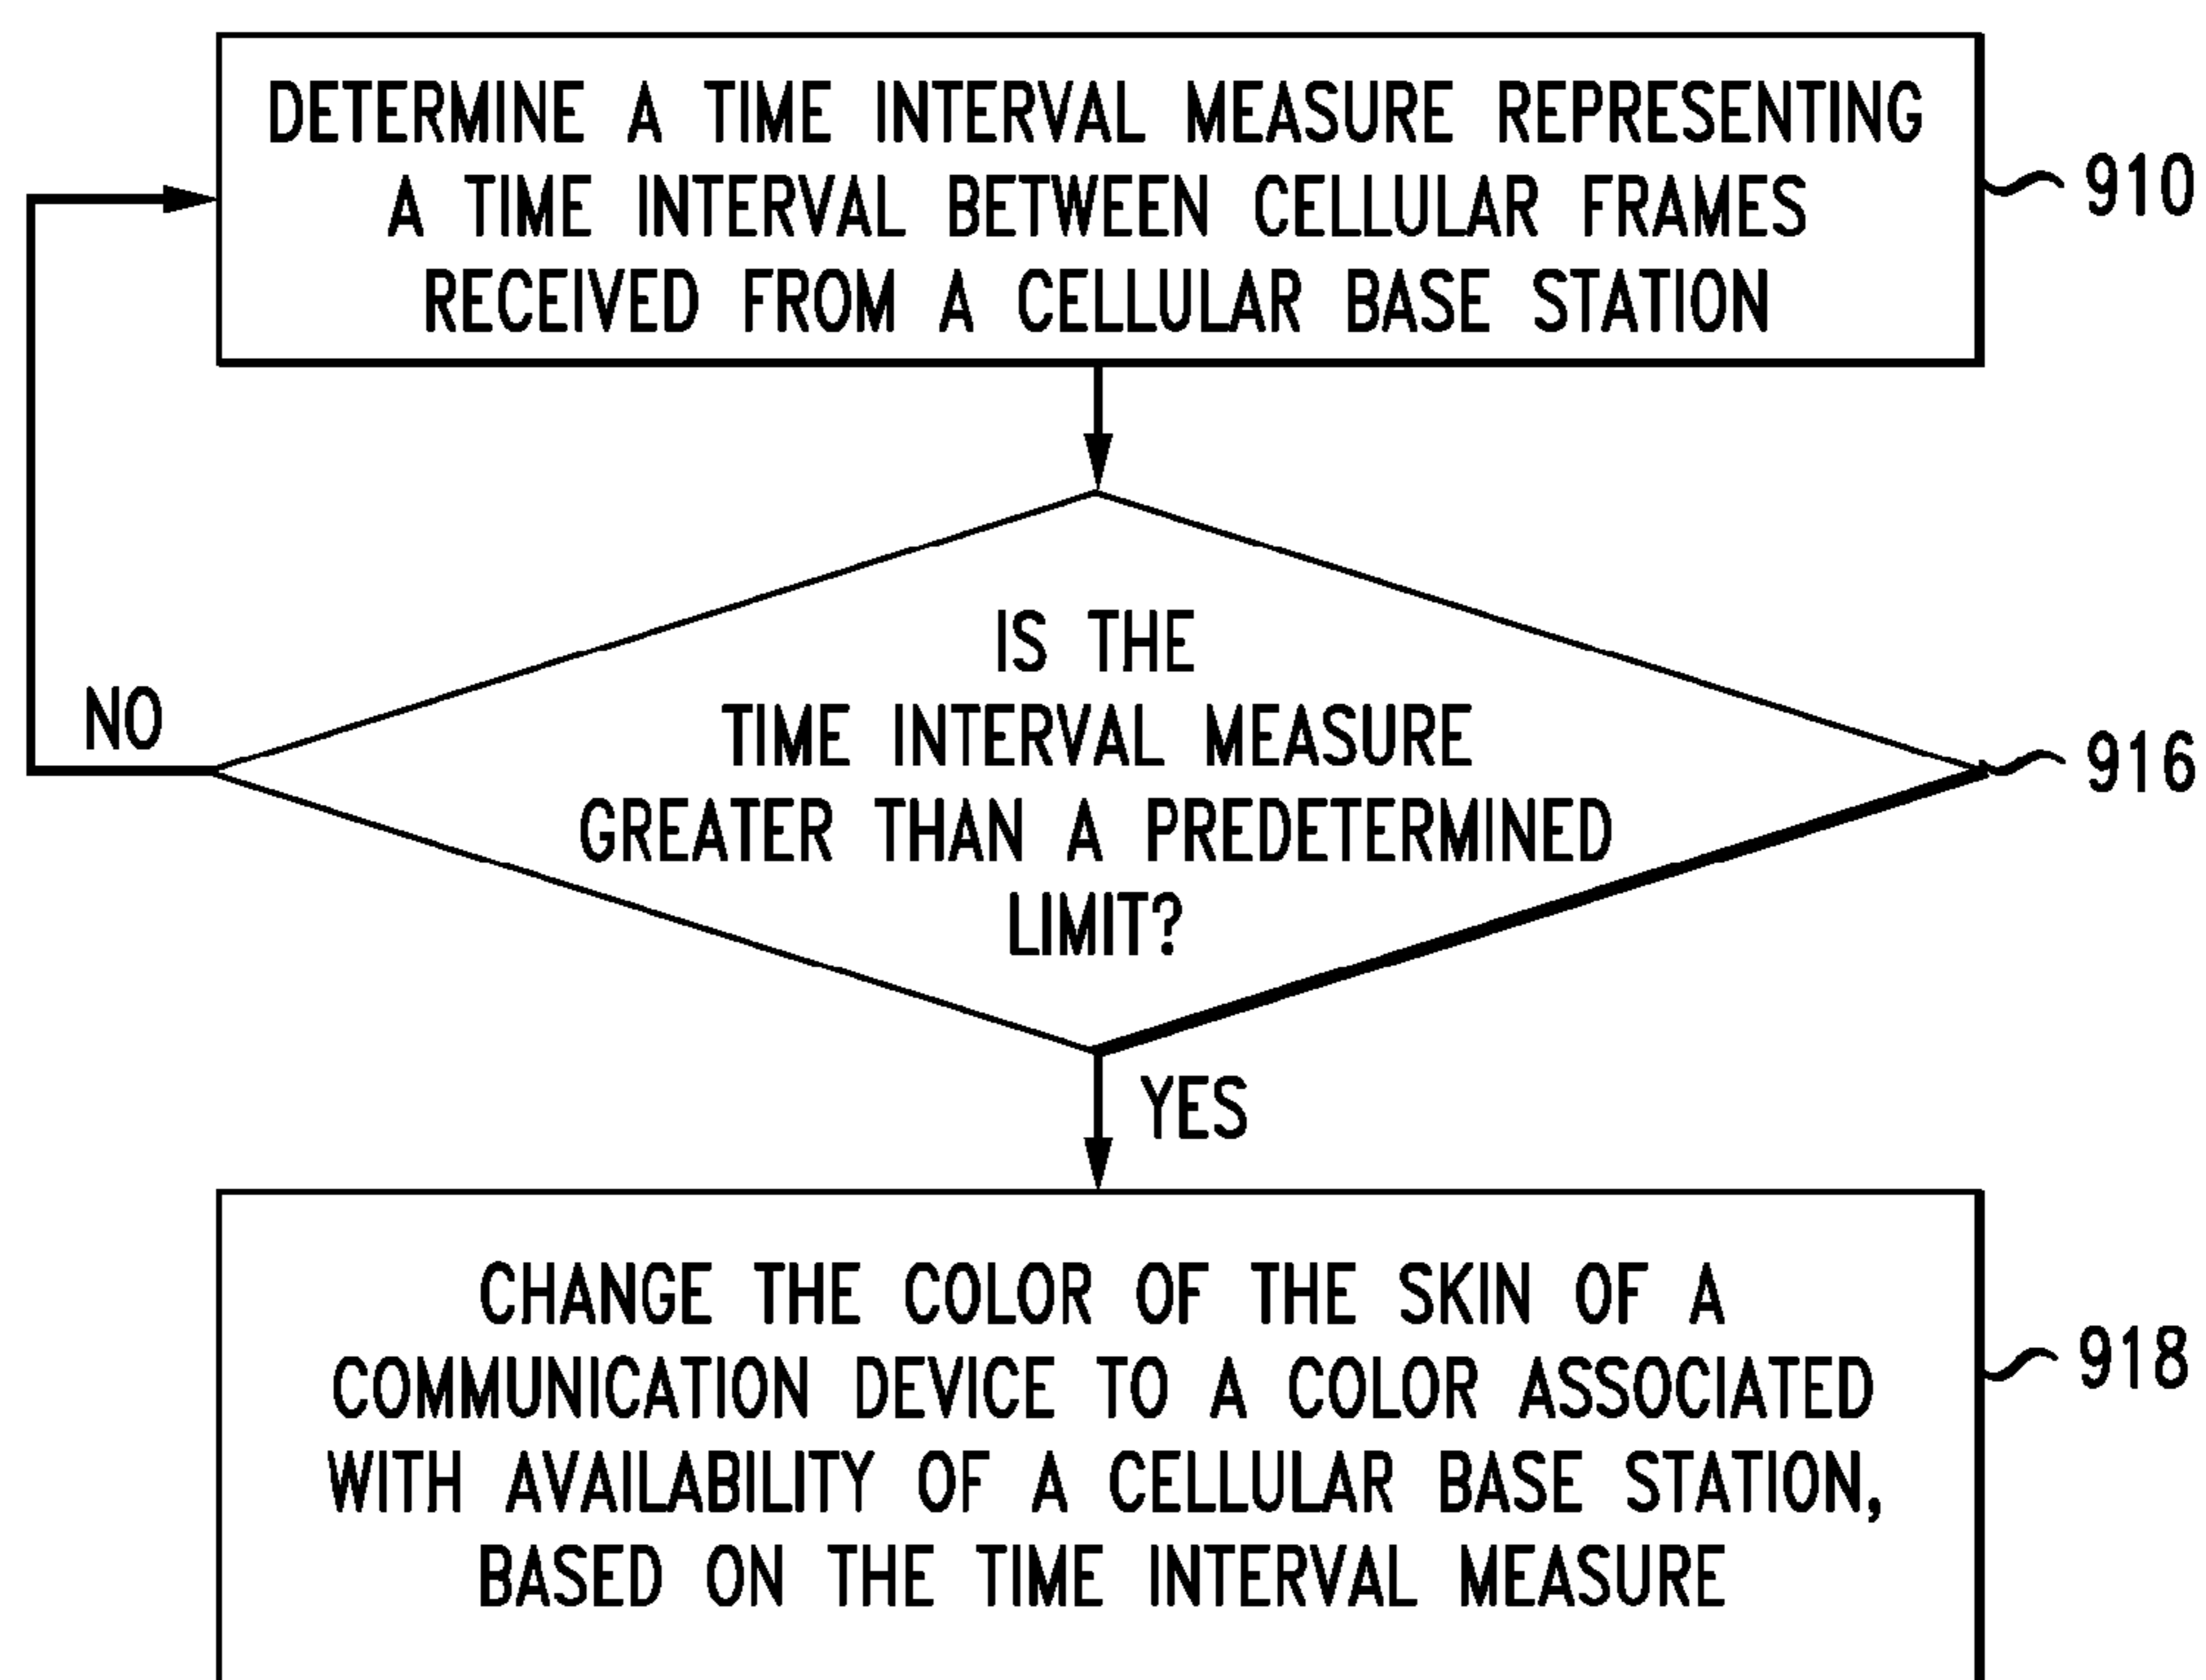 DETERMINE A TIME INTERVAL MEASURE REPRESENTING
A TIME INTERVAL BETWEEN CELLULAR FRAMES
RECEIVED FROM A CELLULAR BASE STATION
910
IS THE
TIME INTERVAL MEASURE
GREATER THAN A PREDETERMINED
LIMIT?
NO
916
YES
CHANGE THE COLOR OF THE SKIN OF A
COMMUNICATION DEVICE TO A COLOR ASSOCIATED
WITH AVAILABILITY OF A CELLULAR BASE STATION,
BASED ON THE TIME INTERVAL MEASURE
918